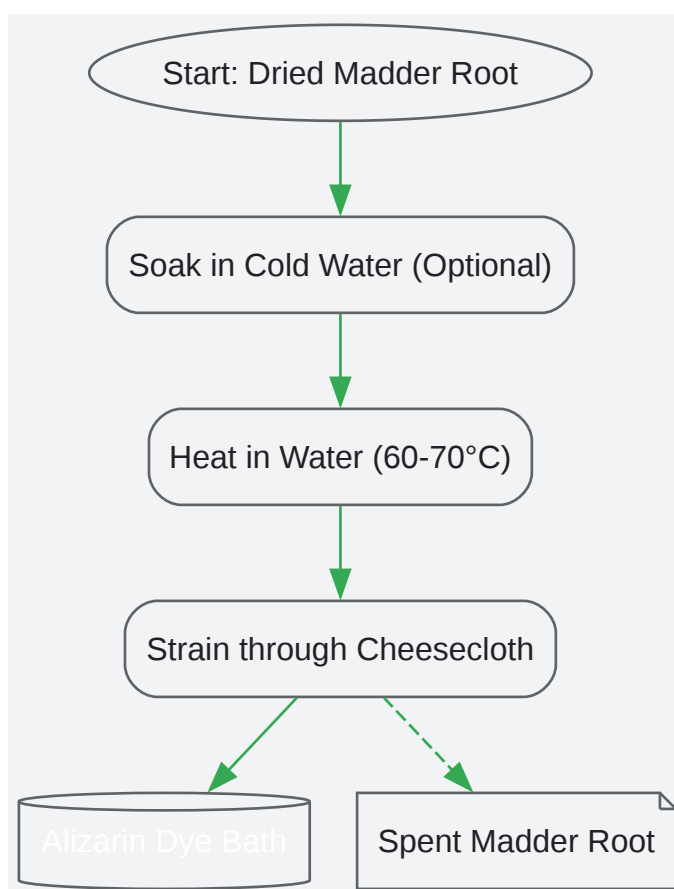 Start: Dried Madder Root
Soak in Cold Water (Optional)
Heat in Water (60-70°C)
Strain through Cheesecloth
Alizarin Dye Bath
Spent Madder Root